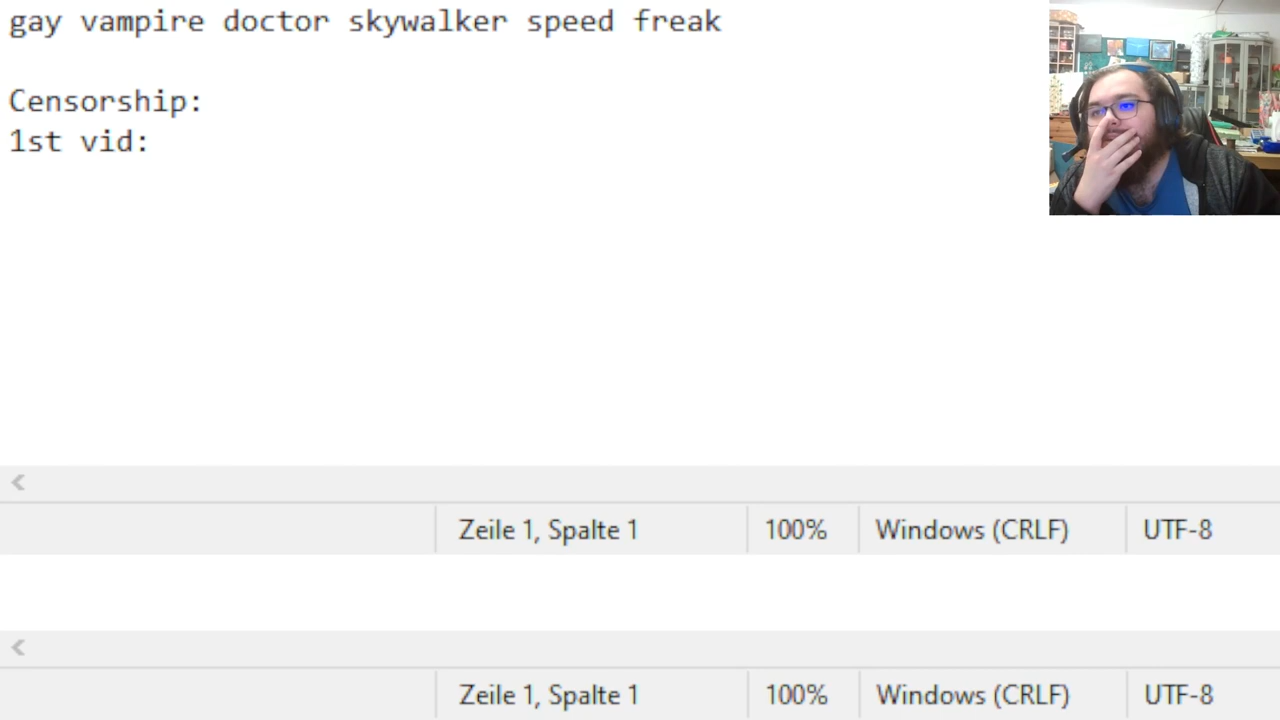 gay vampire doctor skywalker speed freak
Censorship:
1st vid:
Zeile 1, Spalte 1
100%
Windows (CRLF)
UTF-8
Zeile 1, Spalte 1
100%
Windows (CRLF)
UTF-8